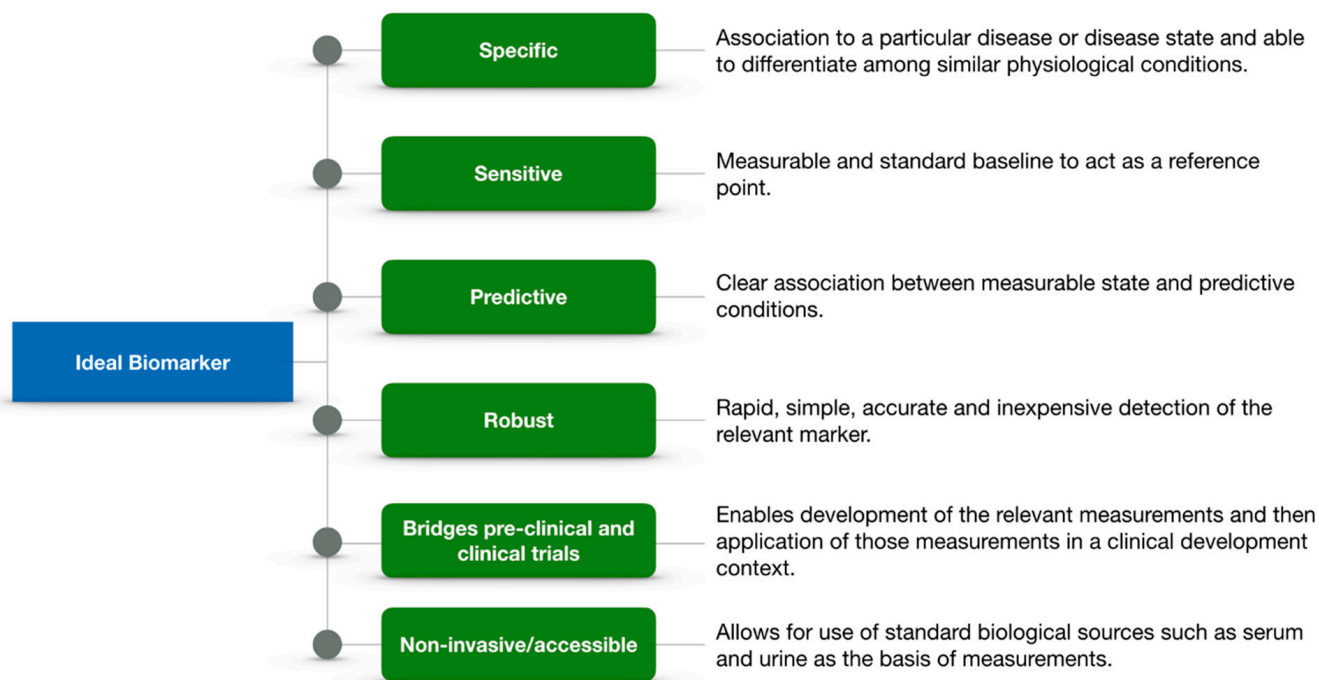 Specific
Association to a particular disease or disease state and able
to differentiate among similar physiological conditions.
Sensitive
Measurable and standard baseline to act as a reference
point.
Predictive
Clear association between measurable state and predictive
conditions.
Ideal Biomarker
Robust
Rapid, simple, accurate and inexpensive detection of the
relevant marker.
Bridges pre-clinical and
clinical trials
Enables development of the relevant measurements and then
application of those measurements in a clinical development
context.
Non-invasive/accessible
Allows for use of standard biological sources such as serum
and urine as the basis of measurements.